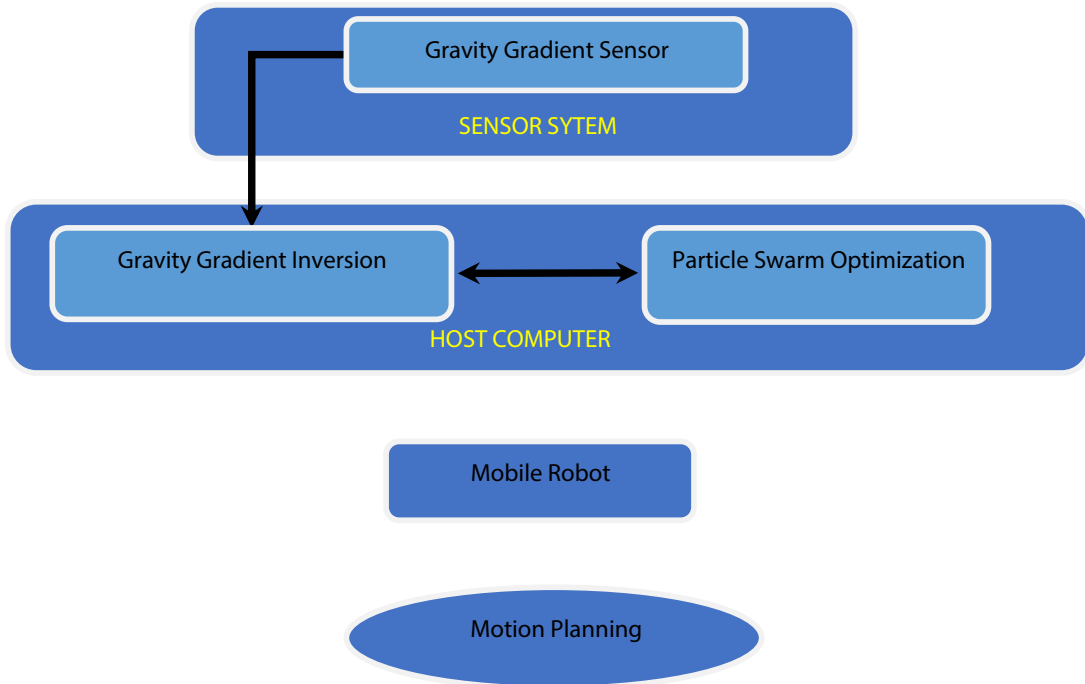 Gravity Gradient Sensor
SENSOR SYTEM
Gravity Gradient Inversion
Particle Swarm Optimization
HOST COMPUTER
Mobile Robot
Motion Planning